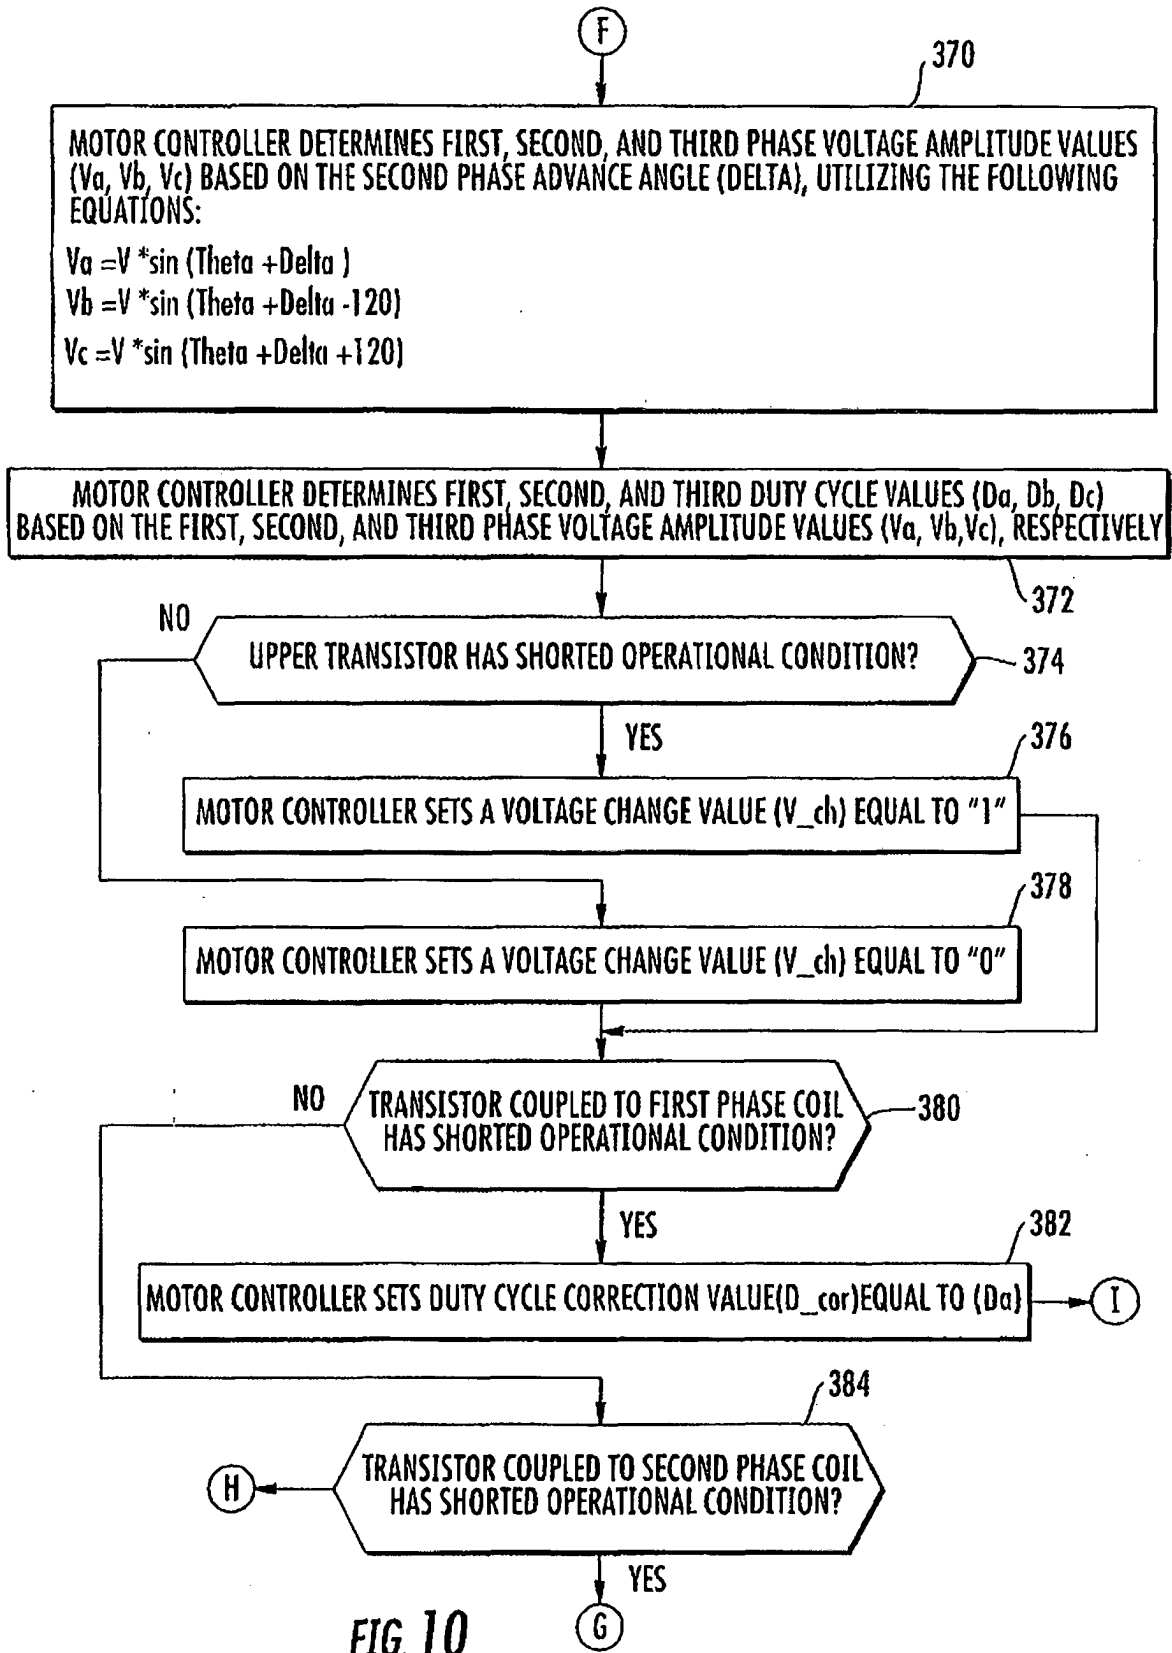 F
370
MOTOR CONTROLLER DETERMINES FIRST, SECOND, AND THIRD PHASE VOLTAGE AMPLITUDE VALUES
(Va, Vb, Vc) BASED ON THE SECOND PHASE ADVANCE ANGLE (DELTA), UTILIZING THE FOLLOWING
EQUATIONS:
Va =V *sin (Theta +Delta )
Vb =V *sin (Theta +Delta -120)
Vc =V *sin (Theta +Delta +120)
MOTOR CONTROLLER DETERMINES FIRST, SECOND, AND THIRD DUTY CYCLE VALUES (Da, Db, Dc)
BASED ON THE FIRST, SECOND, AND THIRD PHASE VOLTAGE AMPLITUDE VALUES (Va, Vb,Vc), RESPECTIVELY
372
NO
UPPER TRANSISTOR HAS SHORTED OPERATIONAL CONDITION?
374
YES
376
MOTOR CONTROLLER SETS A VOLTAGE CHANGE VALUE (V_ch) EQUAL TO "1"
378
MOTOR CONTROLLER SETS A VOLTAGE CHANGE VALUE (V_ch) EQUAL TO "0"
NO
TRANSISTOR COUPLED TO FIRST PHASE COIL
HAS SHORTED OPERATIONAL CONDITION?
380
YES
382
MOTOR CONTROLLER SETS DUTY CYCLE CORRECTION VALUE(D_cor)EQUAL TO (Da)
I
384
TRANSISTOR COUPLED TO SECOND PHASE COIL
HAS SHORTED OPERATIONAL CONDITION?
H
YES
G
FIG. 10